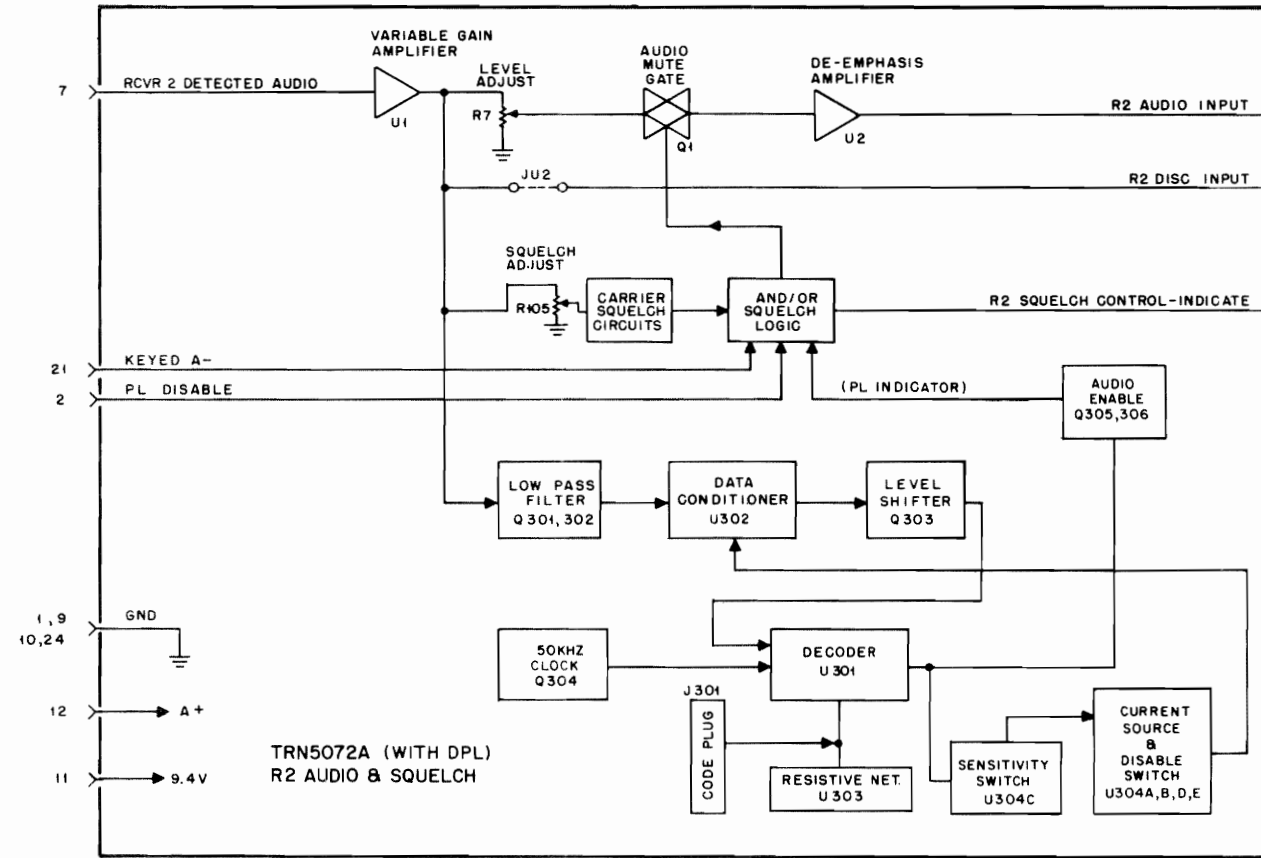 VARIABLE GAIN
AMPLIFIER
7
RCVR 2 DETECTED AUDIO
U1
LEVEL
ADJUST
R7
AUDIO
MUTE
GATE
Q1
DE-EMPHASIS
AMPLIFIER
U2
R2 AUDIO INPUT
JU2
R2 DISC INPUT
SQUELCH
ADJUST
R105
CARRIER
SQUELCH
CIRCUITS
AND/OR
SQUELCH
LOGIC
R2 SQUELCH CONTROL-INDICATE
21
KEYED A-
2
PL DISABLE
(PL INDICATOR)
AUDIO
ENABLE
Q305,306
LOW PASS
FILTER
Q301,302
DATA
CONDITIONER
U302
LEVEL
SHIFTER
Q303
1,9
10,24
GND
50KHZ
CLOCK
Q304
DECODER
U301
J301
CODE PLUG
RESISTIVE NET.
U303
SENSITIVITY
SWITCH
U304C
CURRENT
SOURCE
&
DISABLE
SWITCH
U304A,B,D,E
12
A+
11
9.4V
TRN5072A (WITH DPL)
R2 AUDIO & SQUELCH